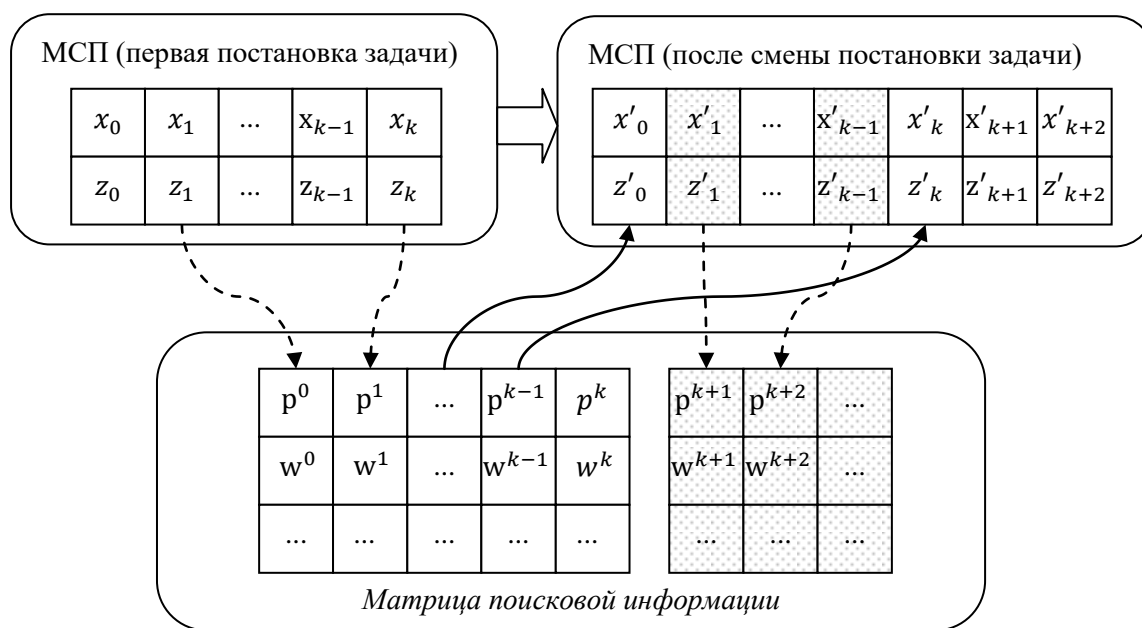 МСП (первая постановка задачи)
x₀ x₁ ... x₍ₖ₋₁₎ xₖ
z₀ z₁ ... z₍ₖ₋₁₎ zₖ
МСП (после смены постановки задачи)
x′₀ x′₁ ... x′₍ₖ₋₁₎ x′ₖ x′₍ₖ₊₁₎ x′₍ₖ₊₂₎
z′₀ z′₁ ... z′₍ₖ₋₁₎ z′ₖ z′₍ₖ₊₁₎ z′₍ₖ₊₂₎
p⁰ p¹ ... pᵏ⁻¹ pᵏ pᵏ⁺¹ pᵏ⁺² ...
w⁰ w¹ ... wᵏ⁻¹ wᵏ wᵏ⁺¹ wᵏ⁺² ...
... ... ... ... ... ... ... ...
Матрица поисковой информации